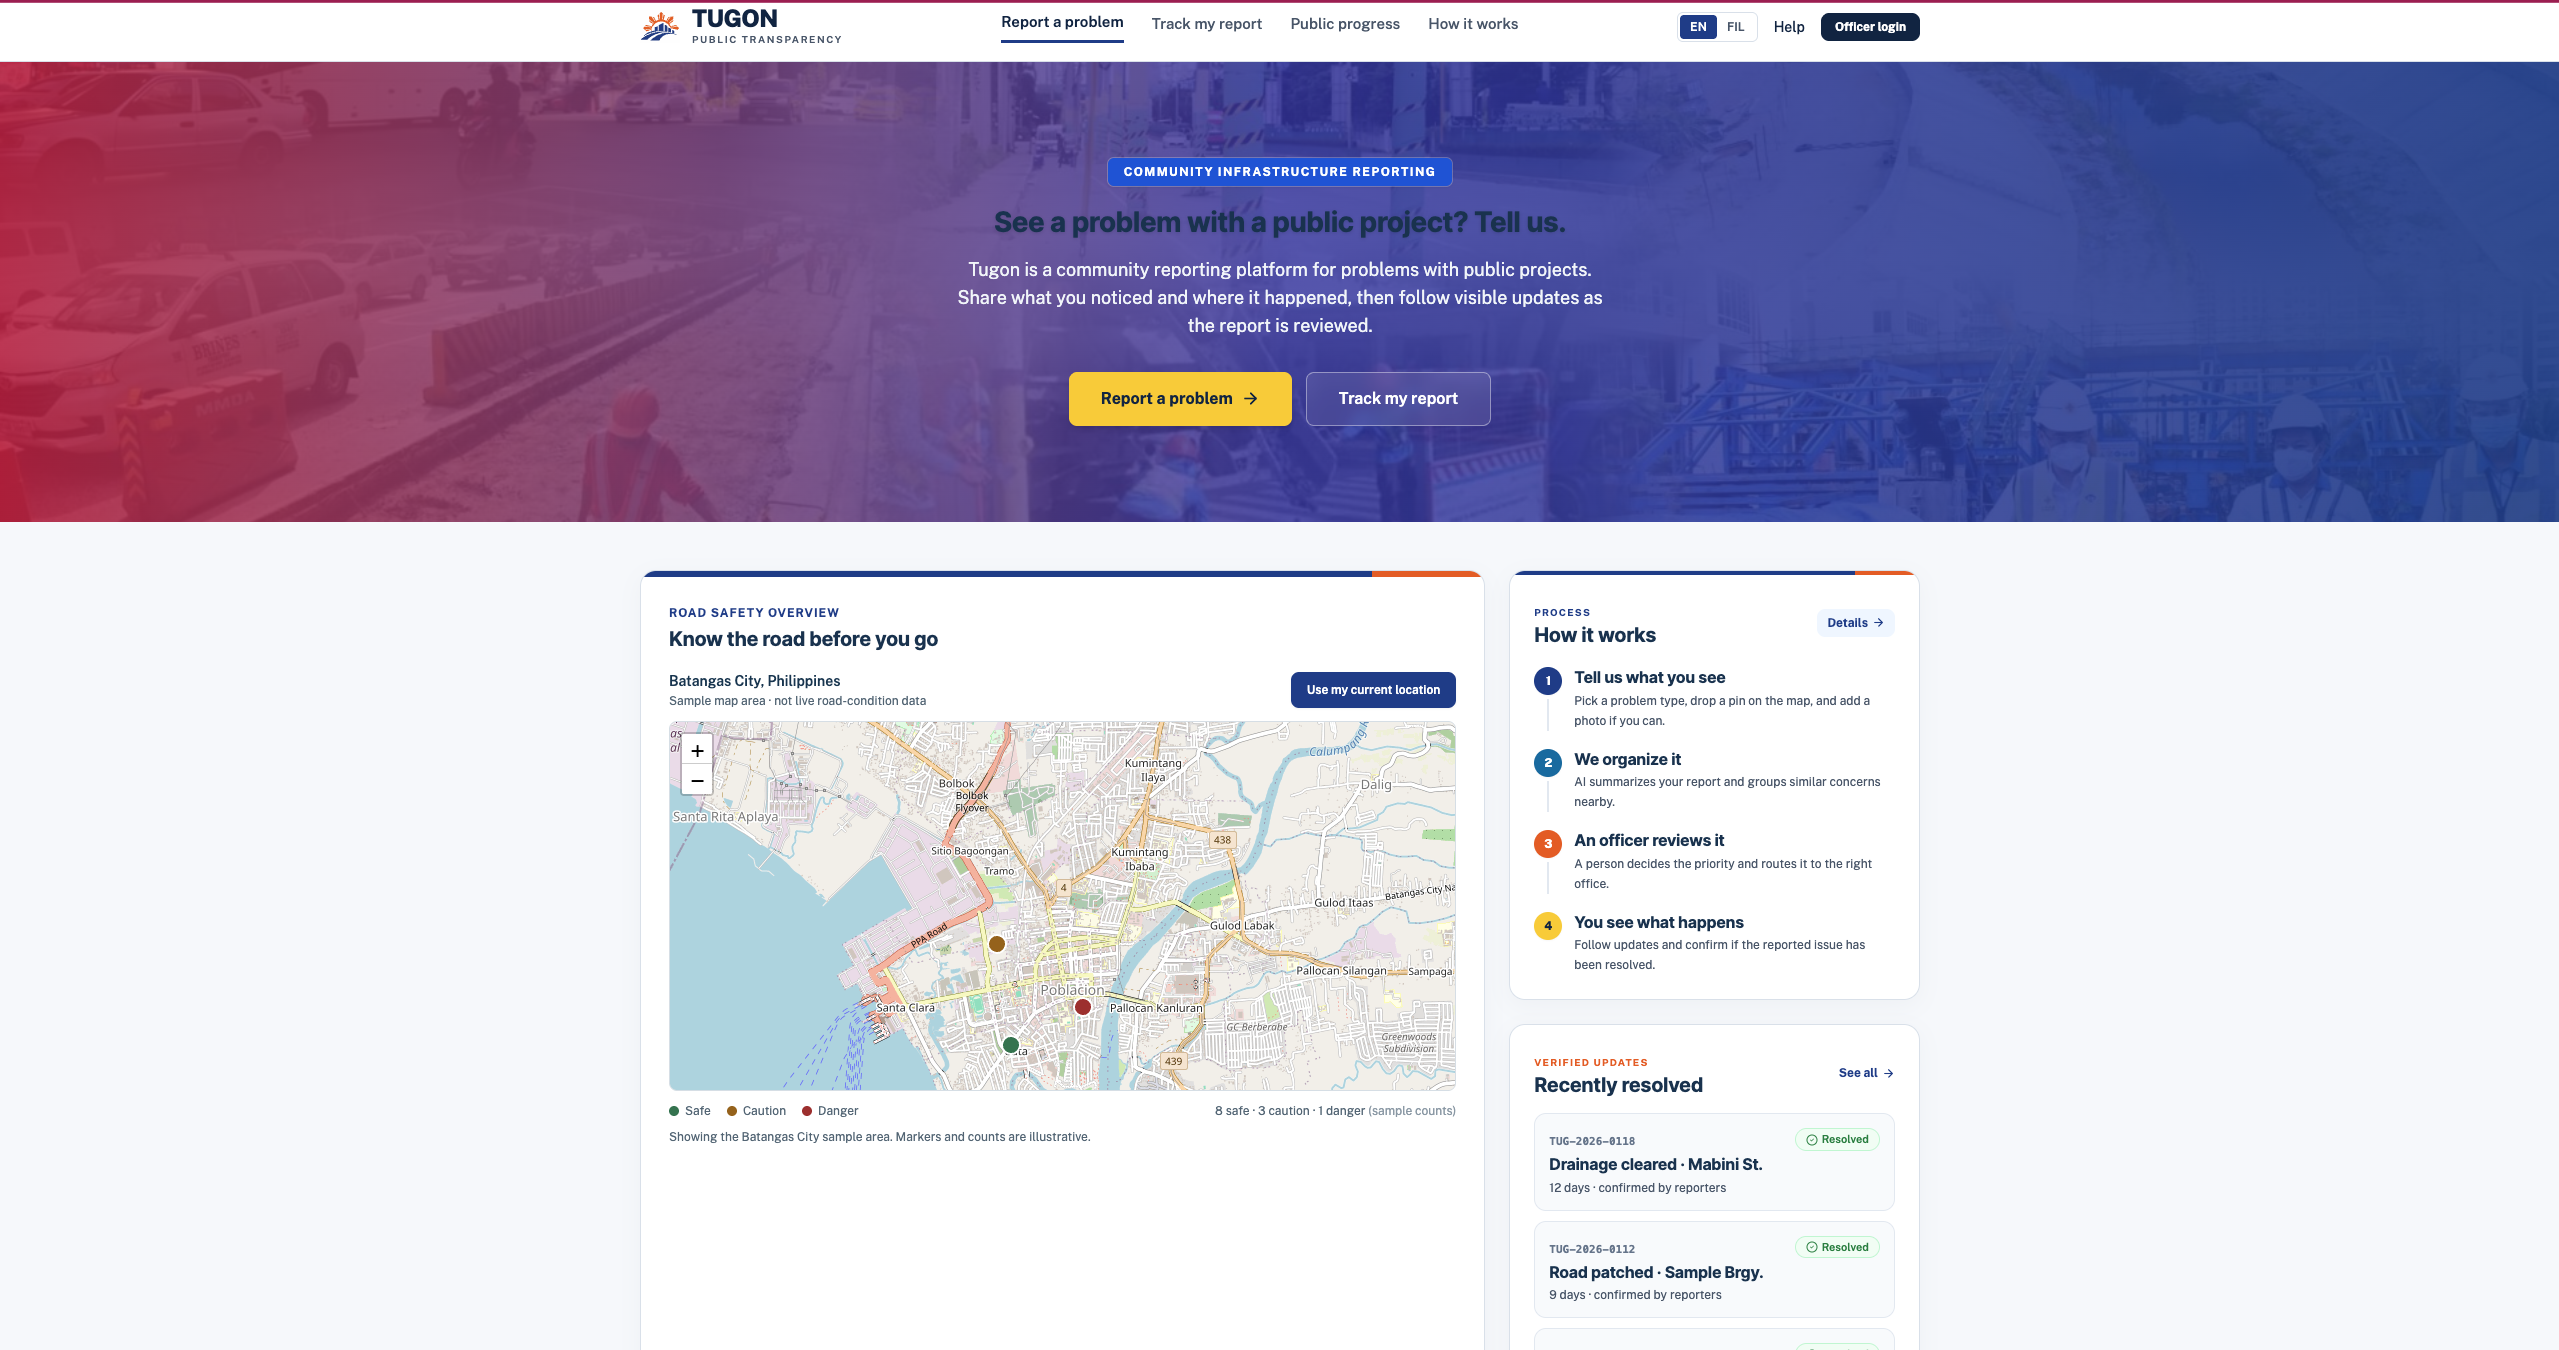 TUGON
PUBLIC TRANSPARENCY
Report a problem
Track my report
Public progress
How it works
EN
FIL
Help
Officer login
COMMUNITY INFRASTRUCTURE REPORTING
See a problem with a public project? Tell us.
Tugon is a community reporting platform for problems with public projects.
Share what you noticed and where it happened, then follow visible updates as
the report is reviewed.
Report a problem →
Track my report
MMDA
ROAD SAFETY OVERVIEW
Know the road before you go
Batangas City, Philippines
Sample map area · not live road-condition data
Use my current location
+
−
Calumpang
Kumintang
Ilaya
Bolbok
Bolbok
Flyover
Dalig
Santa Rita Aplaya
438
Sitio Bagoongan
Kumintang
Ibaba
Tramo
4
Batangas City Na
Gulod Itaas
Gulod Labak
PPA Road
Pallocan Silangan
Sampaga
Poblacion
Santa Clara
Pallocan Kanluran
GC Berberabe
Greenwoods
Subdivision
439
Safe
Caution
Danger
8 safe · 3 caution · 1 danger (sample counts)
Showing the Batangas City sample area. Markers and counts are illustrative.
PROCESS
How it works
Details →
1
Tell us what you see
Pick a problem type, drop a pin on the map, and add a
photo if you can.
2
We organize it
AI summarizes your report and groups similar concerns
nearby.
3
An officer reviews it
A person decides the priority and routes it to the right
office.
4
You see what happens
Follow updates and confirm if the reported issue has
been resolved.
VERIFIED UPDATES
Recently resolved
See all →
TUG-2026-0118
Resolved
Drainage cleared · Mabini St.
12 days · confirmed by reporters
TUG-2026-0112
Resolved
Road patched · Sample Brgy.
9 days · confirmed by reporters